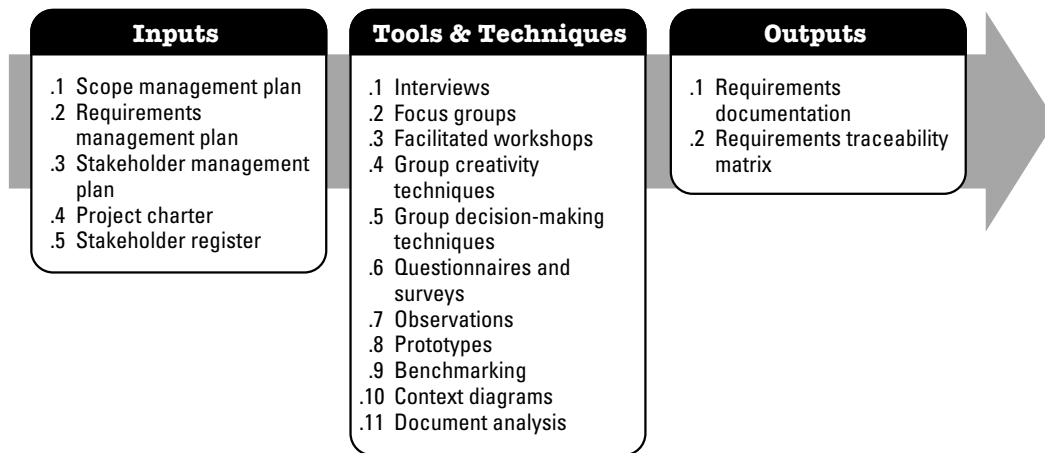 Inputs
.1 Scope management plan
.2 Requirements
management plan
.3 Stakeholder management
plan
.4 Project charter
.5 Stakeholder register
Tools & Techniques
.1 Interviews
.2 Focus groups
.3 Facilitated workshops
.4 Group creativity
techniques
.5 Group decision-making
techniques
.6 Questionnaires and
surveys
.7 Observations
.8 Prototypes
.9 Benchmarking
.10 Context diagrams
.11 Document analysis
Outputs
.1 Requirements
documentation
.2 Requirements traceability
matrix